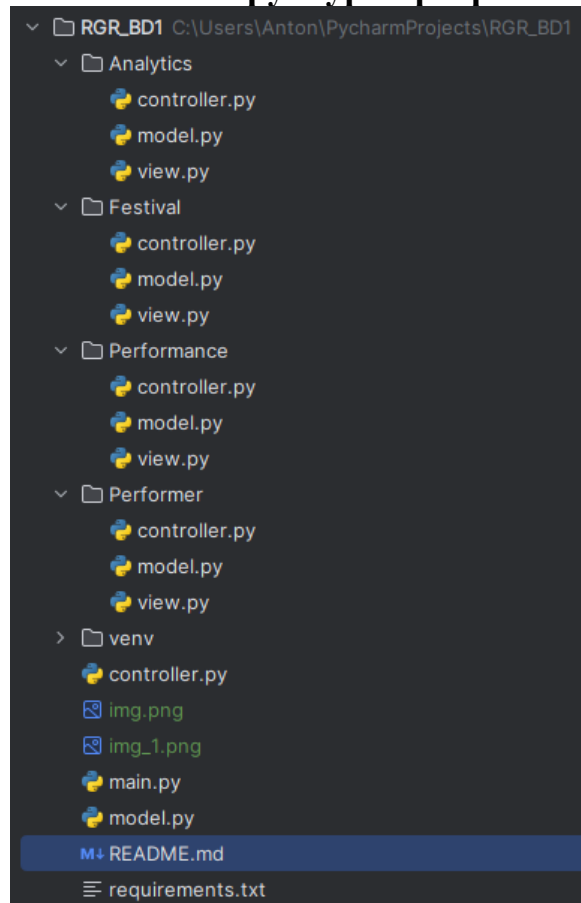 RGR_BD1 C:\Users\Anton\PycharmProjects\RGR_BD1
Analytics
controller.py
model.py
view.py
Festival
controller.py
model.py
view.py
Performance
controller.py
model.py
view.py
Performer
controller.py
model.py
view.py
venv
controller.py
img.png
img_1.png
main.py
model.py
M↓ README.md
requirements.txt